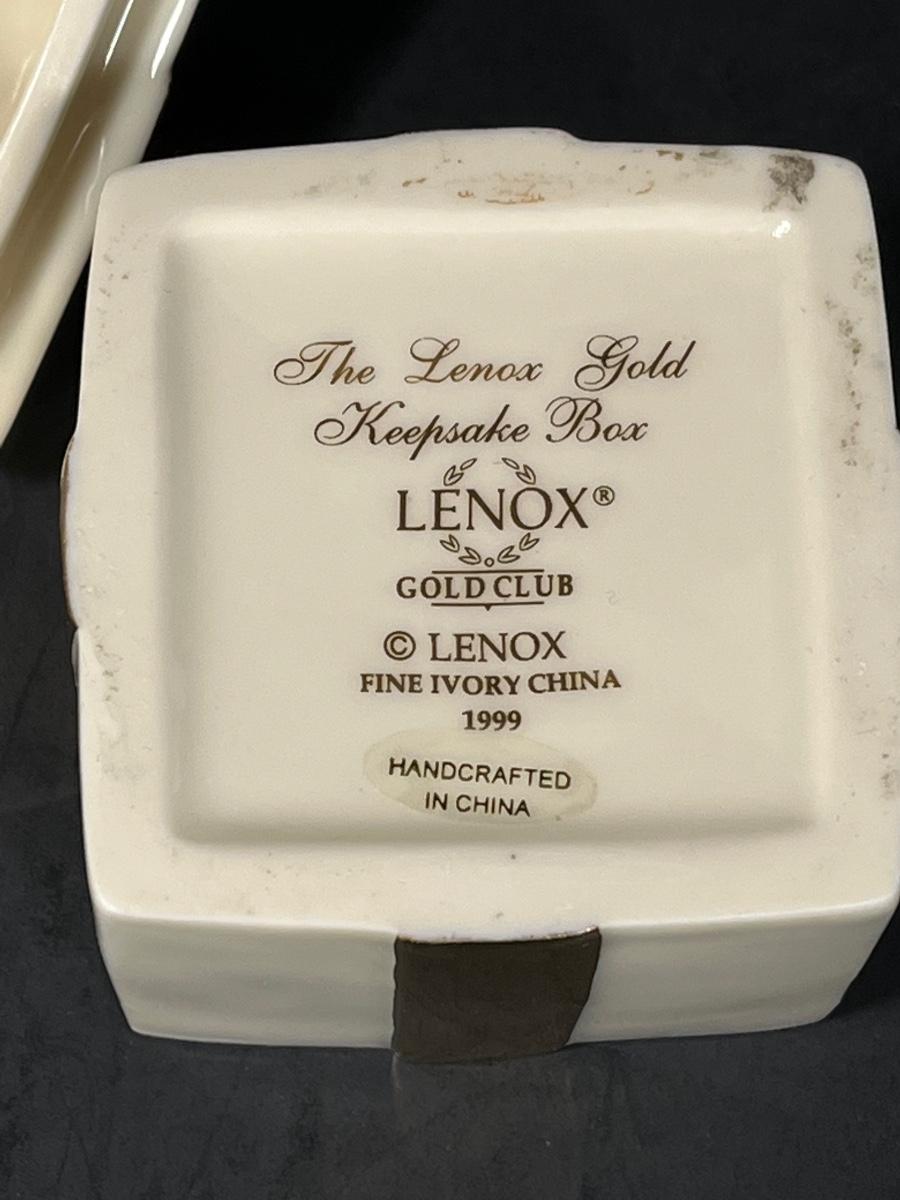 The Lenox Gold
Keepsake Box
LENOX®
GOLD CLUB
© LENOX
FINE IVORY CHINA
1999
HANDCRAFTED
IN CHINA